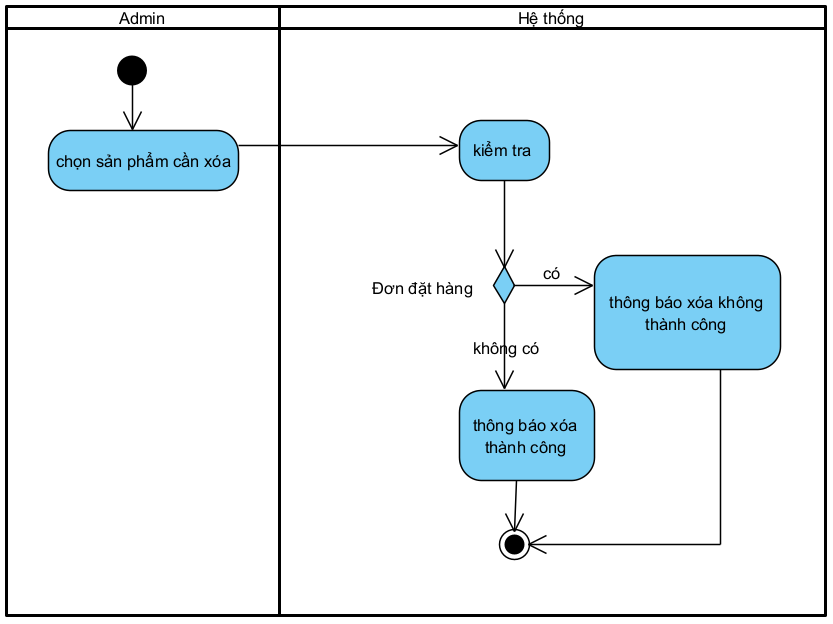 Admin
Hệ thống
chọn sản phẩm cần xóa
kiểm tra
Đơn đặt hàng
có
thông báo xóa không
thành công
không có
thông báo xóa
thành công